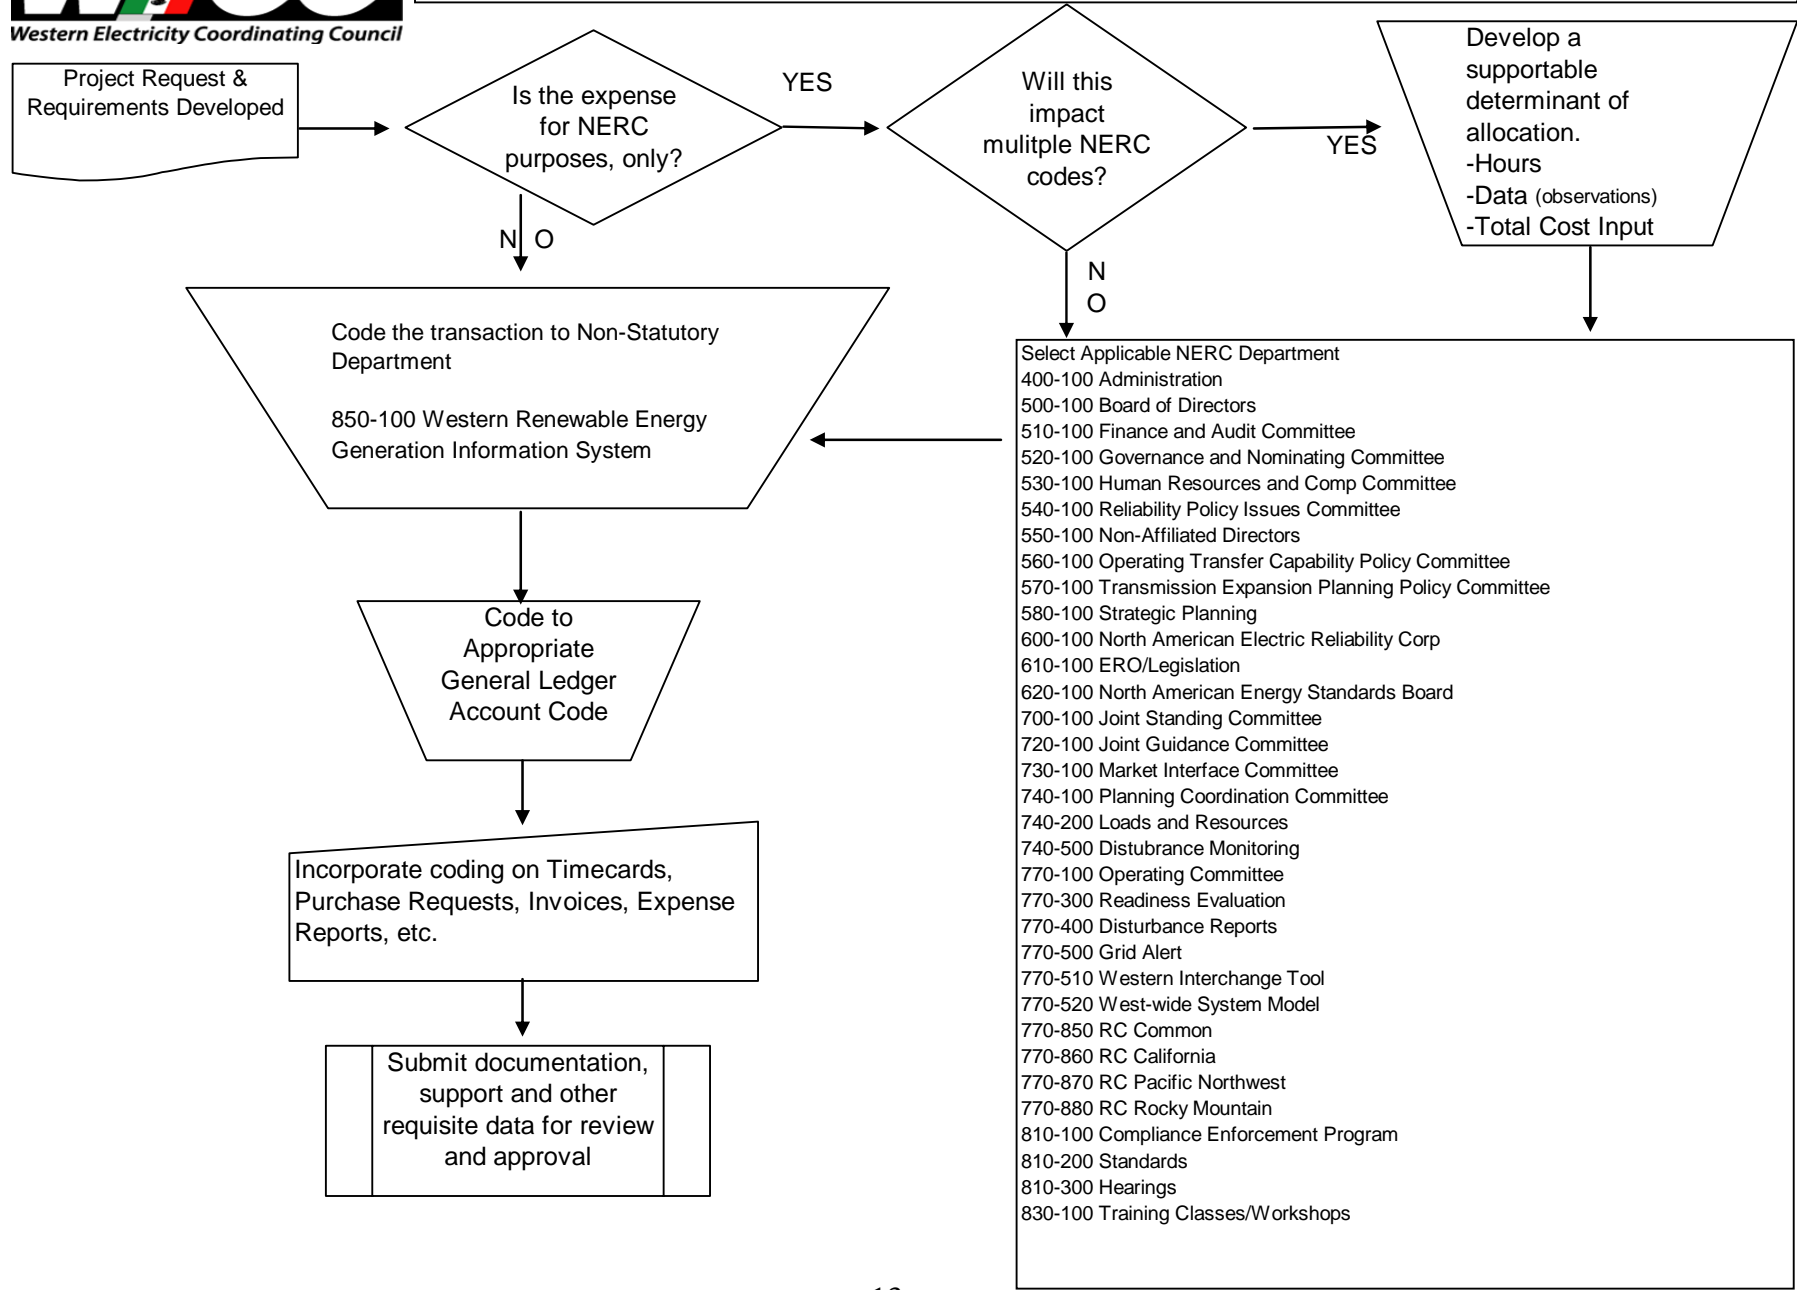 Western Electricity Coordinating Council
Project Request &
Requirements Developed
Is the expense
for NERC
purposes, only?
YES
Will this
impact
mulitple NERC
codes?
YES
Develop a
supportable
determinant of
allocation.
-Hours
-Data (observations)
-Total Cost Input
N O
N
O
Code the transaction to Non-Statutory
Department
850-100 Western Renewable Energy
Generation Information System
Code to
Appropriate
General Ledger
Account Code
Incorporate coding on Timecards,
Purchase Requests, Invoices, Expense
Reports, etc.
Submit documentation,
support and other
requisite data for review
and approval
Select Applicable NERC Department
400-100 Administration
500-100 Board of Directors
510-100 Finance and Audit Committee
520-100 Governance and Nominating Committee
530-100 Human Resources and Comp Committee
540-100 Reliability Policy Issues Committee
550-100 Non-Affiliated Directors
560-100 Operating Transfer Capability Policy Committee
570-100 Transmission Expansion Planning Policy Committee
580-100 Strategic Planning
600-100 North American Electric Reliability Corp
610-100 ERO/Legislation
620-100 North American Energy Standards Board
700-100 Joint Standing Committee
720-100 Joint Guidance Committee
730-100 Market Interface Committee
740-100 Planning Coordination Committee
740-200 Loads and Resources
740-500 Distubrance Monitoring
770-100 Operating Committee
770-300 Readiness Evaluation
770-400 Disturbance Reports
770-500 Grid Alert
770-510 Western Interchange Tool
770-520 West-wide System Model
770-850 RC Common
770-860 RC California
770-870 RC Pacific Northwest
770-880 RC Rocky Mountain
810-100 Compliance Enforcement Program
810-200 Standards
810-300 Hearings
830-100 Training Classes/Workshops